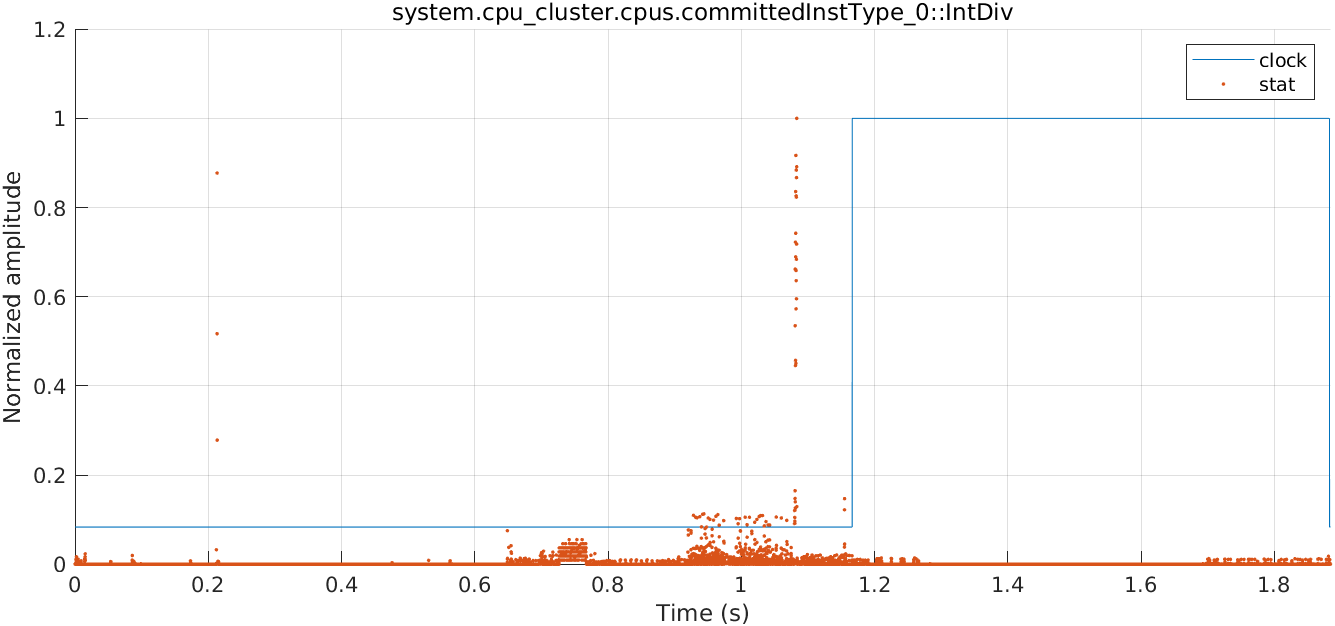 system.cpu_cluster.cpus.committedInstType_0::IntDiv
clock
stat
Normalized amplitude
1.2
1
0.8
0.6
0.4
0.2
0
0 0.2 0.4 0.6 0.8 1 1.2 1.4 1.6 1.8
Time (s)